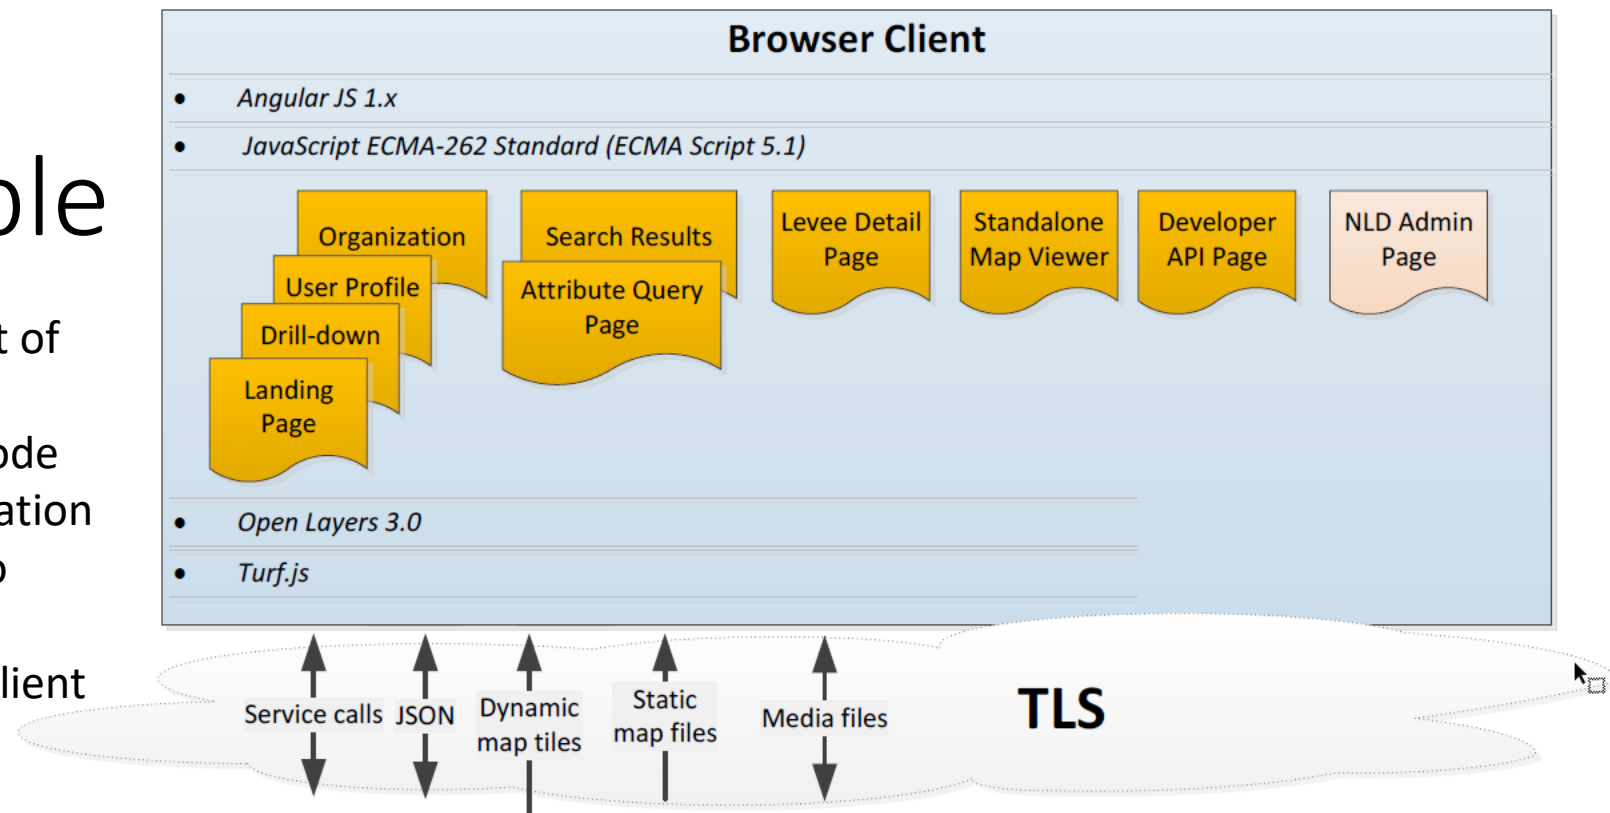 Browser Client
• Angular JS 1.x
• JavaScript ECMA-262 Standard (ECMA Script 5.1)
ple
t of
ode
ation
lient
Organization
User Profile
Drill-down
Landing
Page
Search Results
Attribute Query
Page
Levee Detail
Page
Standalone
Map Viewer
Developer
API Page
NLD Admin
Page
• Open Layers 3.0
• Turf.js
Service calls
JSON
Dynamic
map tiles
Static
map files
Media files
TLS